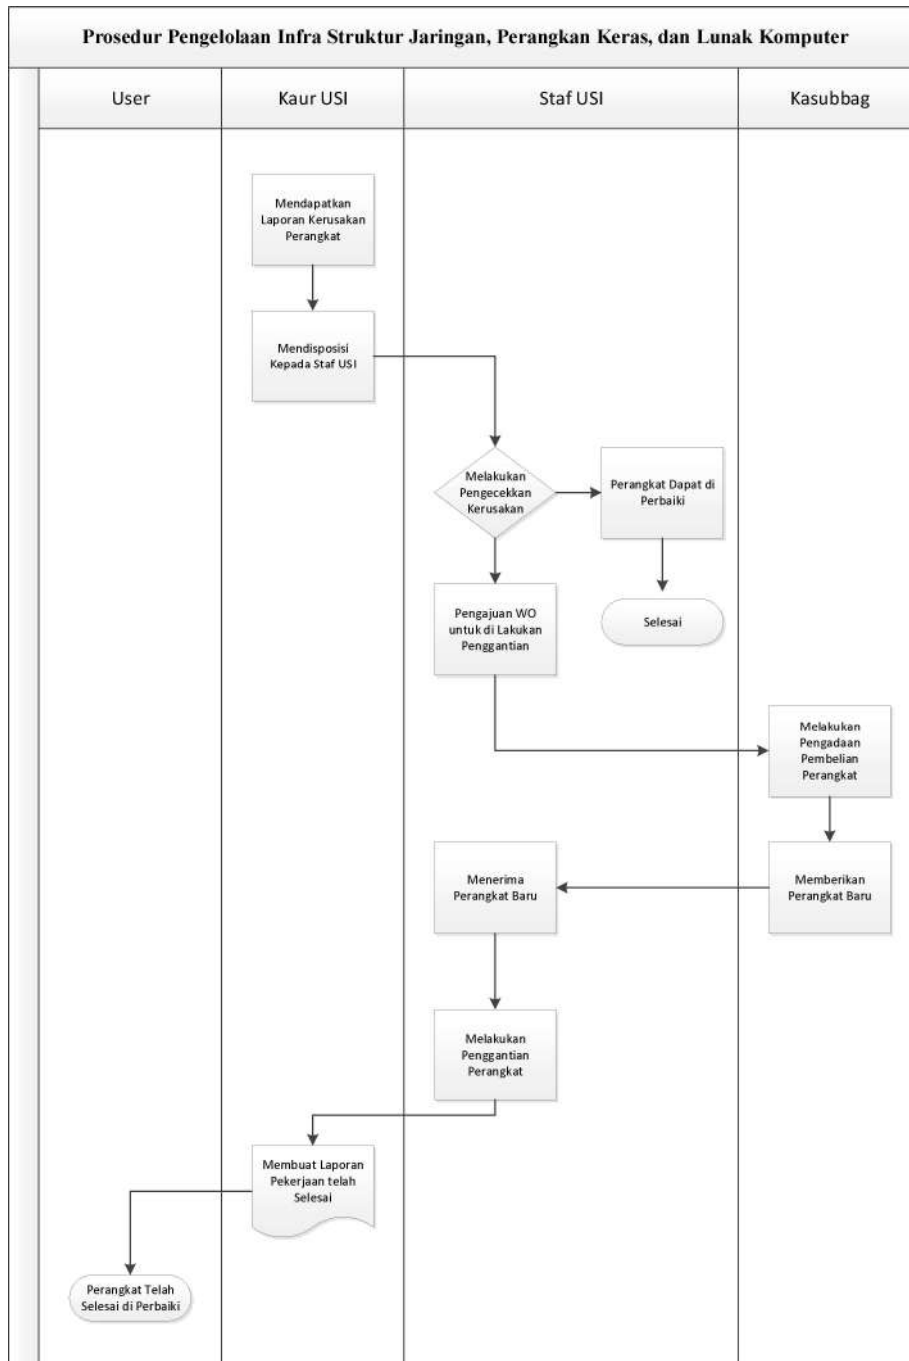 Prosedur Pengelolaan Infra Struktur Jaringan, Perangkan Keras, dan Lunak Komputer
User
Kaur USI
Staf USI
Kasubbag
Mendapatkan
Laporan Kerusakan
Perangkat
Mendisposisi
Kepada Staf USI
Melakukan
Pengecekkan
Kerusakan
Perangkat Dapat di
Perbaiki
Pengajuan WO
untuk di Lakukan
Penggantian
Selesai
Melakukan
Pengadaan
Pembelian
Perangkat
Menerima
Perangkat Baru
Memberikan
Perangkat Baru
Melakukan
Penggantian
Perangkat
Membuat Laporan
Pekerjaan telah
Selesai
Perangkat Telah
Selesai di Perbaiki